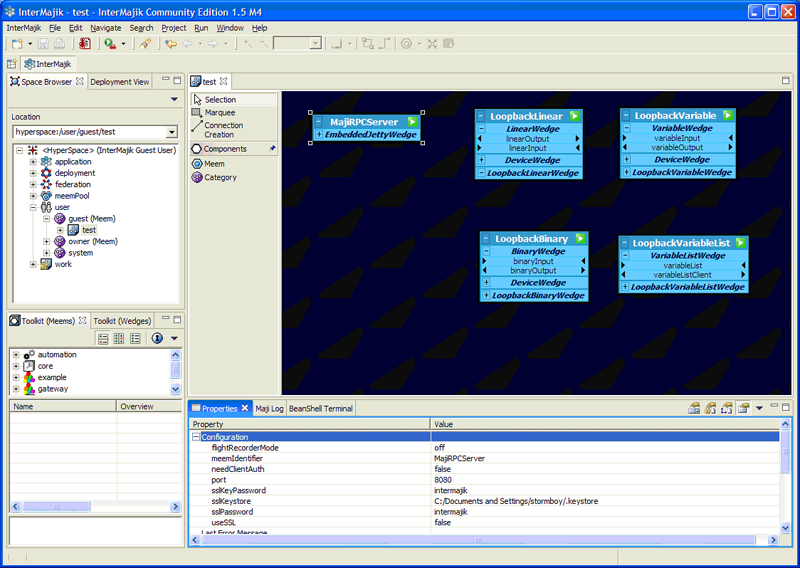 InterMajik - test - InterMajik Community Edition 1.5 M4
InterMajik File Edit Navigate Search Project Run Window Help
InterMajik
Space Browser Deployment View
Location
hyperspace:/user/guest/test
<HyperSpace> (InterMajik Guest User)
application
deployment
federation
meemPool
user
guest (Meem)
test
owner (Meem)
system
work
Toolkit (Meems) Toolkit (Wedges)
automation
core
example
gateway
Name Overview
test
Selection
Marquee
Connection
Creation
Components
Meem
Category
MajiRPCServer
EmbeddedJettyWedge
LoopbackLinear
LinearWedge
linearOutput
linearInput
DeviceWedge
LoopbackLinearWedge
LoopbackVariable
VariableWedge
variableInput
variableOutput
DeviceWedge
LoopbackVariableWedge
LoopbackBinary
BinaryWedge
binaryInput
binaryOutput
DeviceWedge
LoopbackBinaryWedge
LoopbackVariableList
VariableListWedge
variableList
variableListClient
LoopbackVariableListWedge
Properties Maji Log BeanShell Terminal
Property Value
Configuration
flightRecorderMode off
meemIdentifier MajiRPCServer
needClientAuth false
port 8080
sslKeyPassword intermajik
sslKeystore C:/Documents and Settings/stormboy/.keystore
sslPassword intermajik
useSSL false
Last Error Message